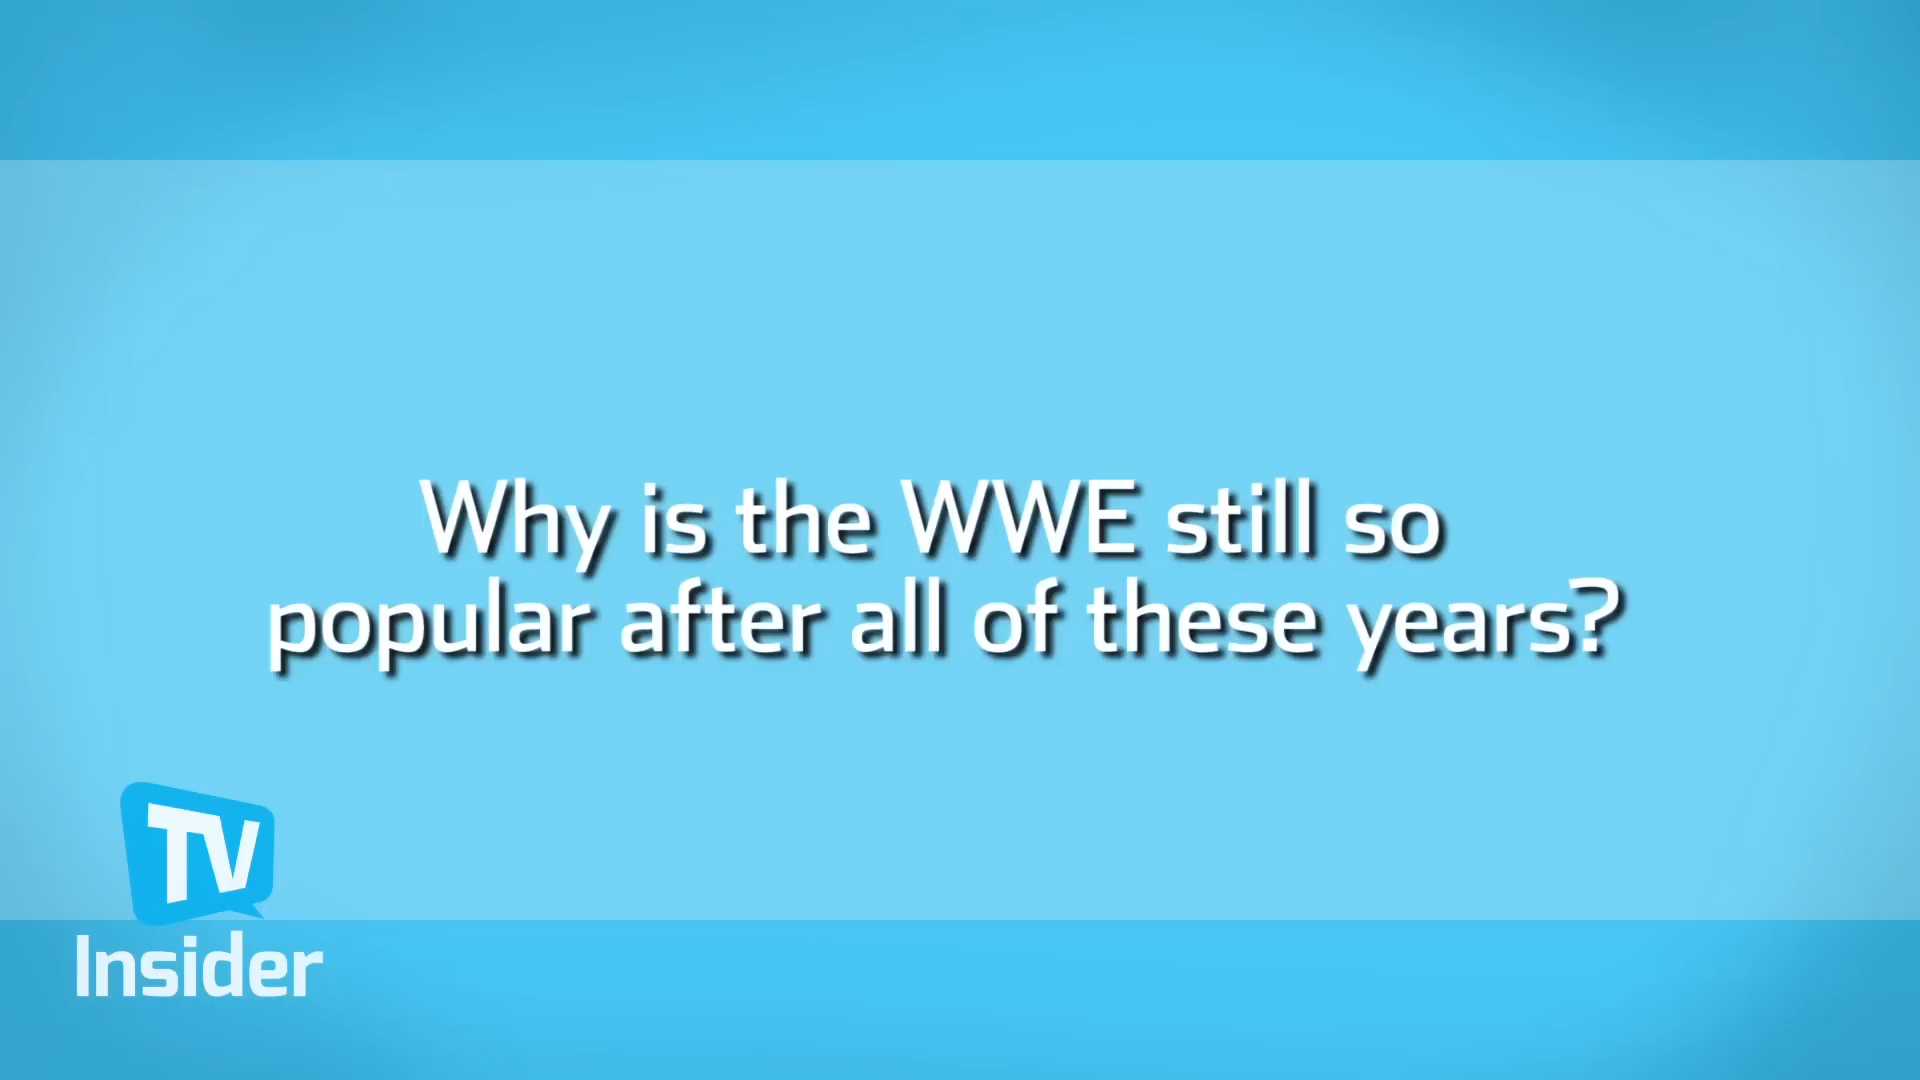 Why is the WWE still so
popular after all of these years?
TV
Insider